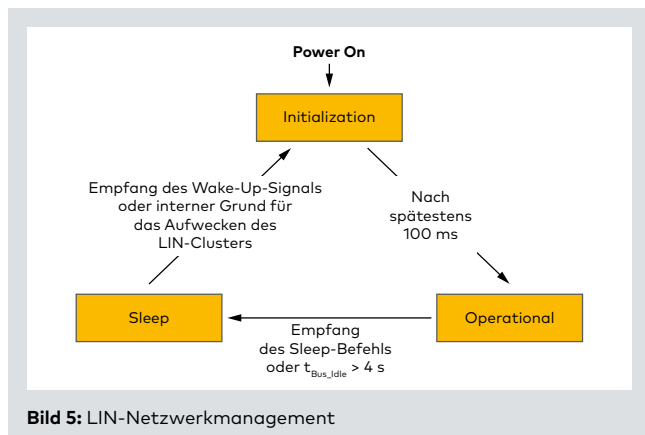 Power On
Initialization
Empfang des Wake-Up-Signals
oder interner Grund für
das Aufwecken des
LIN-Clusters
Nach
spätestens
100 ms
Sleep
Operational
Empfang
des Sleep-Befehls
oder t_Bus_Idle > 4 s
Bild 5: LIN-Netzwerkmanagement